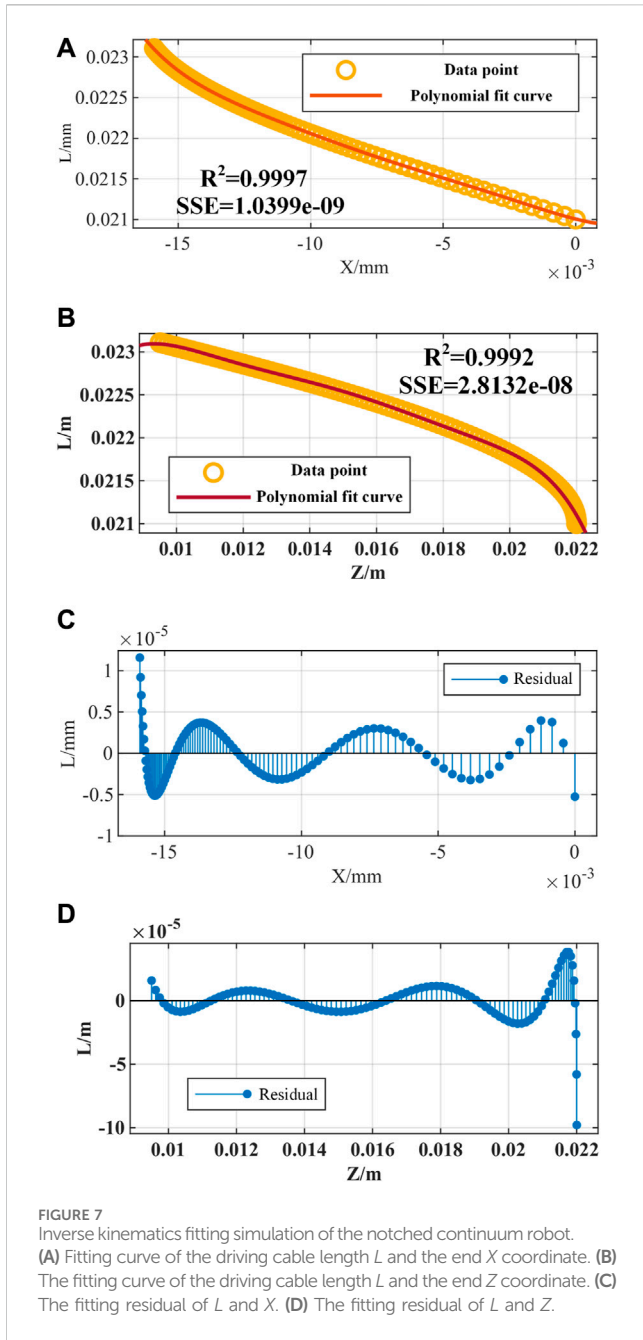 A
0.023
0.0225
0.022
0.0215
0.021
L/mm
Data point
Polynomial fit curve
R²=0.9997
SSE=1.0399e-09
-15
-10
-5
0
X/mm
×10⁻³
B
0.023
0.0225
0.022
0.0215
0.021
L/m
R²=0.9992
SSE=2.8132e-08
Data point
Polynomial fit curve
0.01
0.012
0.014
0.016
0.018
0.02
0.022
Z/m
C
×10⁻⁵
1
0.5
0
-0.5
-1
L/mm
Residual
-15
-10
-5
0
X/mm
×10⁻³
D
×10⁻⁵
0
-5
-10
L/m
Residual
0.01
0.012
0.014
0.016
0.018
0.02
0.022
Z/m
FIGURE 7
Inverse kinematics fitting simulation of the notched continuum robot.
(A) Fitting curve of the driving cable length L and the end X coordinate. (B)
The fitting curve of the driving cable length L and the end Z coordinate. (C)
The fitting residual of L and X. (D) The fitting residual of L and Z.